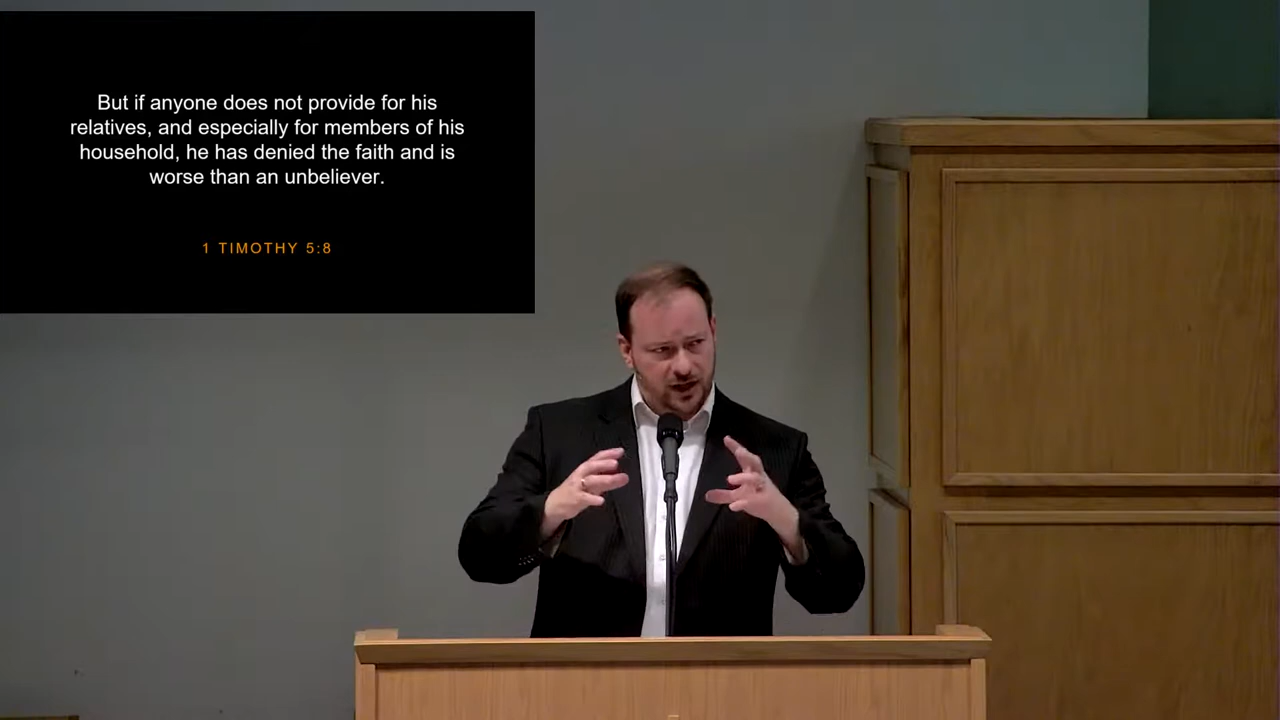 But if anyone does not provide for his
relatives, and especially for members of his
household, he has denied the faith and is
worse than an unbeliever.
1 TIMOTHY 5:8